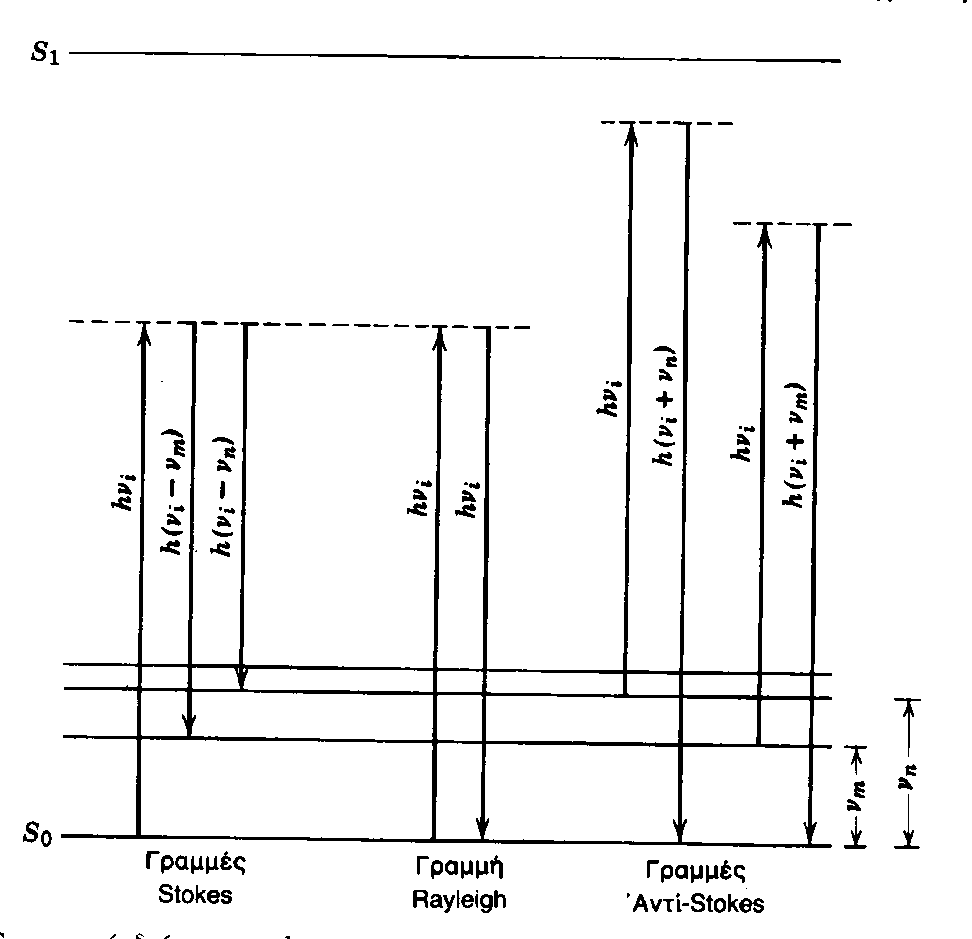 S₁
hνᵢ
h(νᵢ − νₘ)
h(νᵢ − νₙ)
hνᵢ
hνᵢ
hνᵢ
h(νᵢ + νₙ)
hνᵢ
h(νᵢ + νₘ)
νₘ
νₙ
S₀
Γραμμές
Stokes
Γραμμή
Rayleigh
Γραμμές
Ἀντί-Stokes